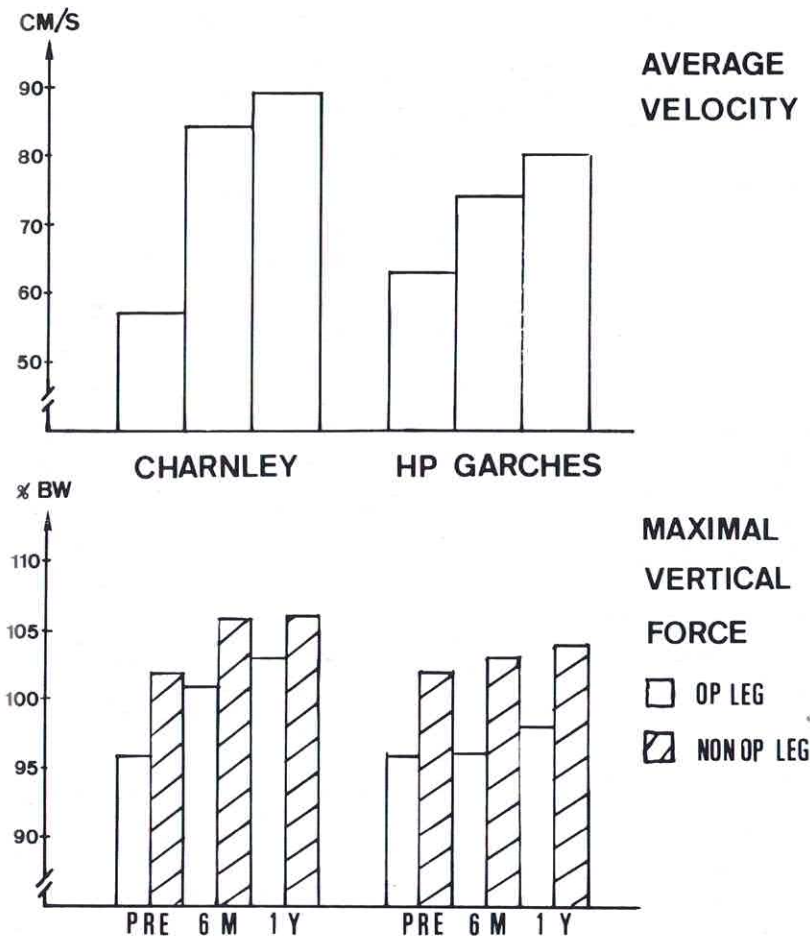 CM/S
AVERAGE
VELOCITY
90
80
70
60
50
CHARNLEY HP GARCHES
% BW
MAXIMAL
VERTICAL
FORCE
110
105
100
95
90
OP LEG
NON OP LEG
PRE 6 M 1 Y PRE 6 M 1 Y